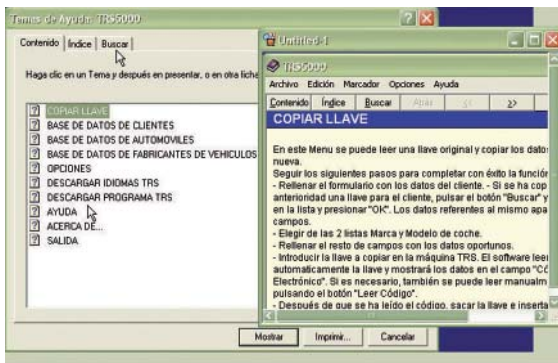 Temas de Ayuda: TRS5000
Contenido
Indice
Buscar
Haga clic en un Tema y después en presentar, o en otra ficha
COPIAR LLAVE
BASE DE DATOS DE CLIENTES
BASE DE DATOS DE AUTOMOVILES
BASE DE DATOS DE FABRICANTES DE VEHICULOS
OPCIONES
DESCARGAR IDIOMAS TRS
DESCARGAR PROGRAMA TRS
AYUDA
ACERCA DE...
SALIDA
Mostrar
Imprimir...
Cancelar
Untitled-1
TRS5000
Archivo Edición Marcador Opciones Ayuda
Contenido Índice Buscar Atrás << >>
COPIAR LLAVE
En este Menu se puede leer una llave original y copiar los datos
nueva.
Seguir los siguientes pasos para completar con éxito la función
- Rellenar el formulario con los datos del cliente. - Si se ha cop
anterioridad una llave para el cliente, pulsar el botón "Buscar" y
en la lista y presionar "OK". Los datos referentes al mismo apa
campos.
- Elegir de las 2 listas Marca y Modelo de coche.
- Rellenar el resto de campos con los datos oportunos.
- Introducir la llave a copiar en la máquina TRS. El software leer
automaticamente la llave y mostrará los datos en el campo "Có
Electrónico". Si es necesario, también se puede leer manualm
pulsando el botón "Leer Código".
- Después de que se ha leído el código, sacar la llave e inserta